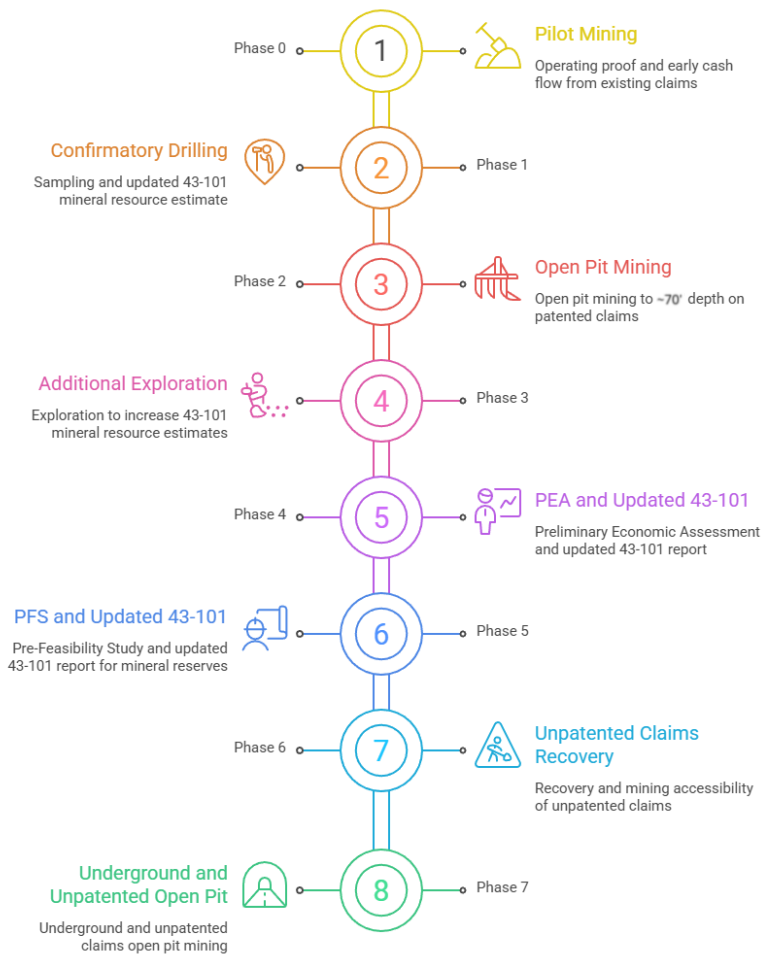 Phase 0
1
Pilot Mining
Operating proof and early cash
flow from existing claims
Confirmatory Drilling
Sampling and updated 43-101
mineral resource estimate
2
Phase 1
Phase 2
3
Open Pit Mining
Open pit mining to ~70' depth on
patented claims
Additional Exploration
Exploration to increase 43-101
mineral resource estimates
4
Phase 3
Phase 4
5
PEA and Updated 43-101
Preliminary Economic Assessment
and updated 43-101 report
PFS and Updated 43-101
Pre-Feasibility Study and updated
43-101 report for mineral reserves
6
Phase 5
Phase 6
7
Unpatented Claims
Recovery
Recovery and mining accessibility
of unpatented claims
Underground and
Unpatented Open Pit
Underground and unpatented
claims open pit mining
8
Phase 7